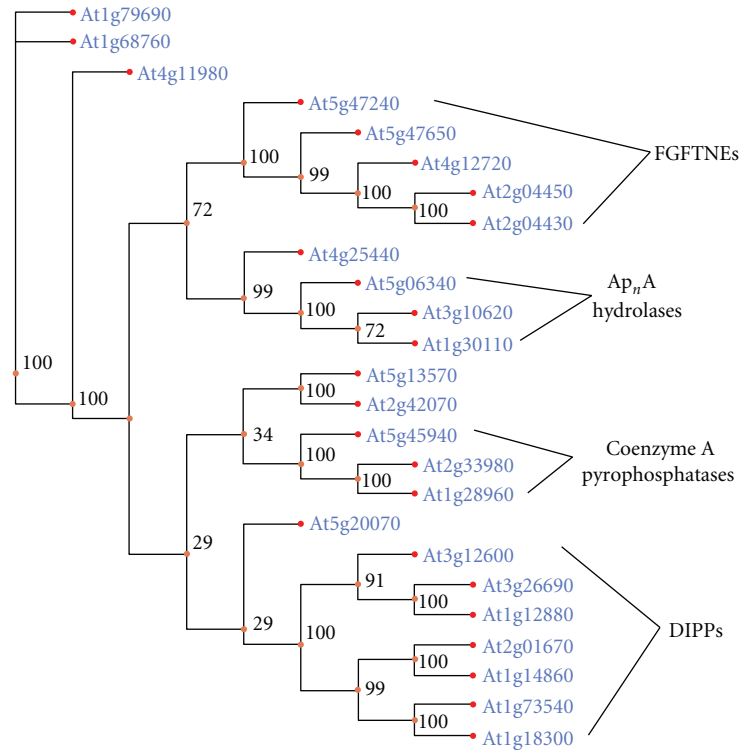 At1g79690
At1g68760
At4g11980
At5g47240
At5g47650
100
FGFTNEs
At4g12720
99
At2g04450
100
100
72
At2g04430
At4g25440
At5g06340
Ap$_n$A
hydrolases
99
At3g10620
100
72
At1g30110
100
At5g13570
100
100
At2g42070
34
At5g45940
Coenzyme A
pyrophosphatases
100
At2g33980
100
At1g28960
At5g20070
29
At3g12600
91
At3g26690
100
At1g12880
29
100
DIPPs
At2g01670
100
At1g14860
99
At1g73540
100
At1g18300